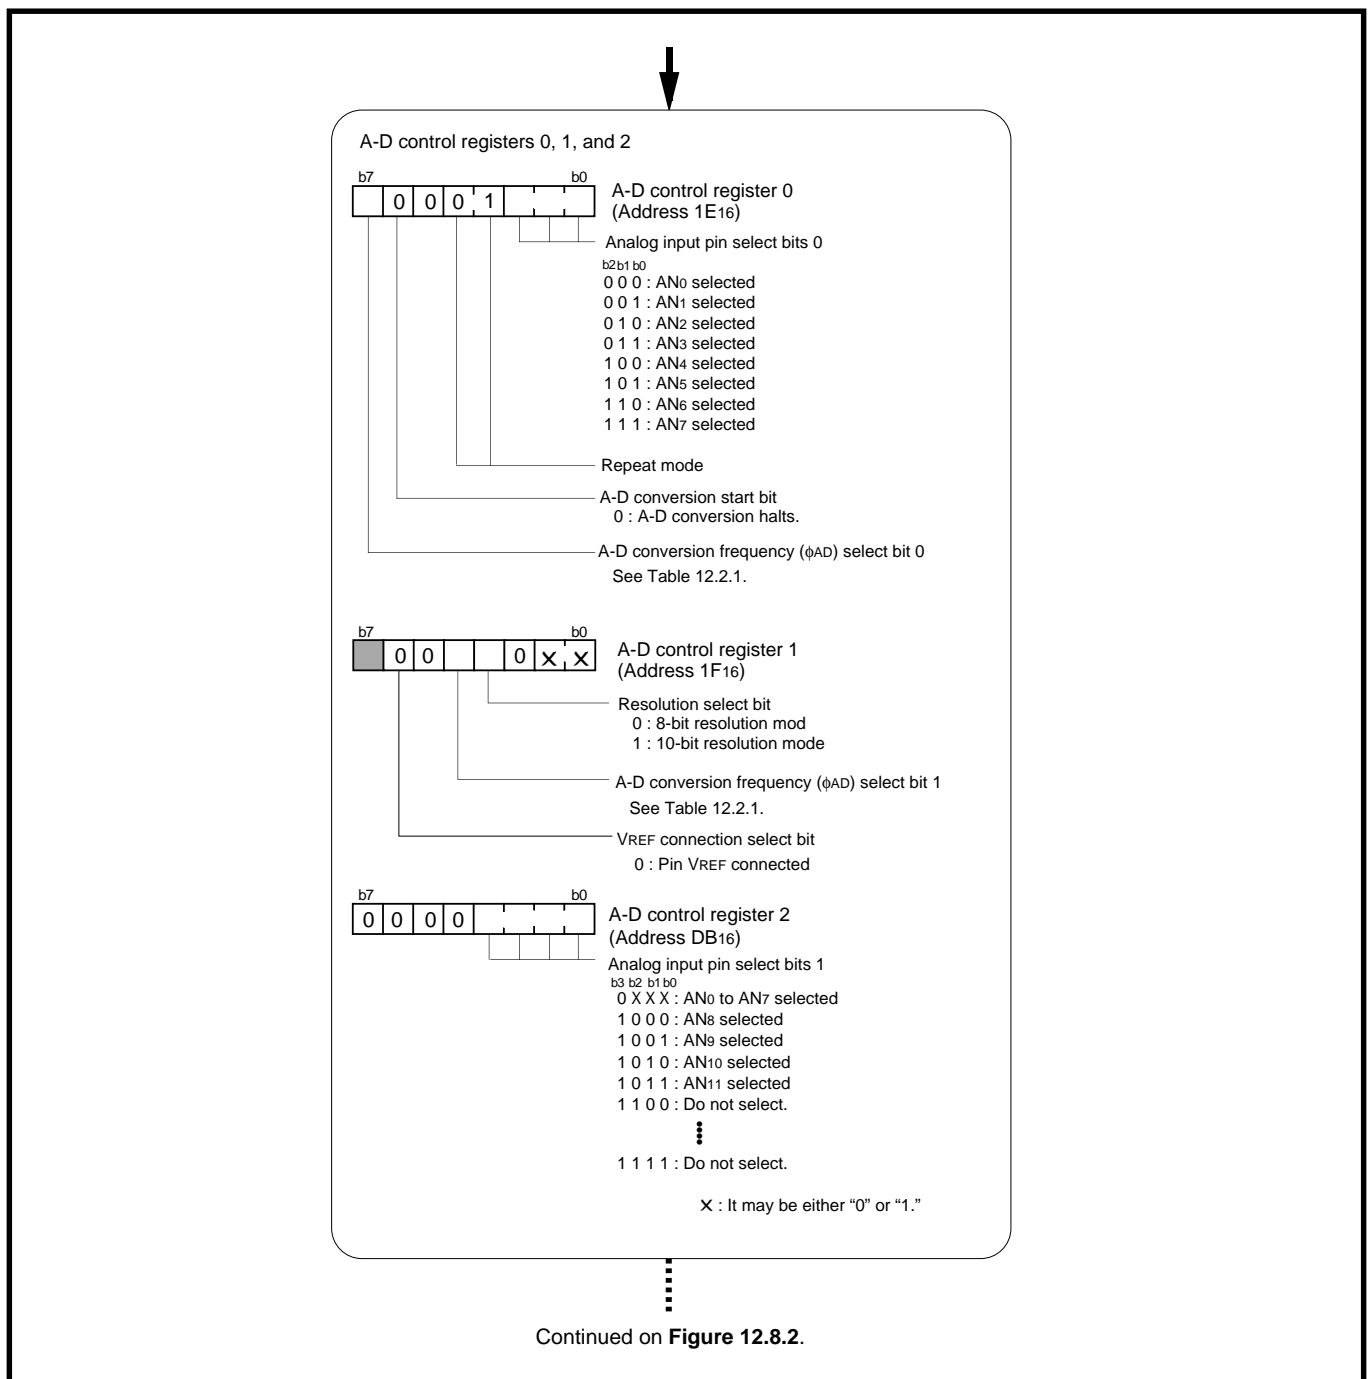 A-D control registers 0, 1, and 2
b7 b0
0 0 0 1
A-D control register 0
(Address 1E16)
Analog input pin select bits 0
b2 b1 b0
0 0 0 : AN0 selected
0 0 1 : AN1 selected
0 1 0 : AN2 selected
0 1 1 : AN3 selected
1 0 0 : AN4 selected
1 0 1 : AN5 selected
1 1 0 : AN6 selected
1 1 1 : AN7 selected
Repeat mode
A-D conversion start bit
0 : A-D conversion halts.
A-D conversion frequency (ϕAD) select bit 0
See Table 12.2.1.
b7 b0
0 0 0 × ×
A-D control register 1
(Address 1F16)
Resolution select bit
0 : 8-bit resolution mod
1 : 10-bit resolution mode
A-D conversion frequency (ϕAD) select bit 1
See Table 12.2.1.
VREF connection select bit
0 : Pin VREF connected
b7 b0
0 0 0 0
A-D control register 2
(Address DB16)
Analog input pin select bits 1
b3 b2 b1 b0
0 X X X : AN0 to AN7 selected
1 0 0 0 : AN8 selected
1 0 0 1 : AN9 selected
1 0 1 0 : AN10 selected
1 0 1 1 : AN11 selected
1 1 0 0 : Do not select.
1 1 1 1 : Do not select.
× : It may be either “0” or “1.”
Continued on Figure 12.8.2.